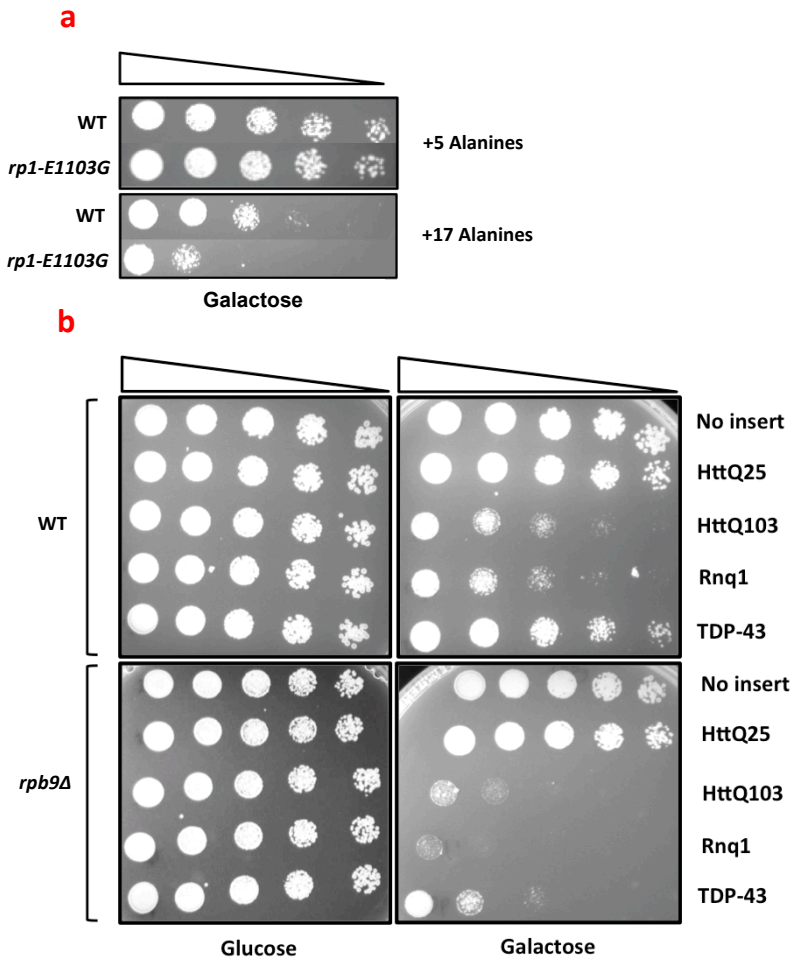 a
WT
rp1-E1103G
+5 Alanines
WT
rp1-E1103G
+17 Alanines
Galactose
b
WT
No insert
HttQ25
HttQ103
Rnq1
TDP-43
rpb9Δ
No insert
HttQ25
HttQ103
Rnq1
TDP-43
Glucose
Galactose